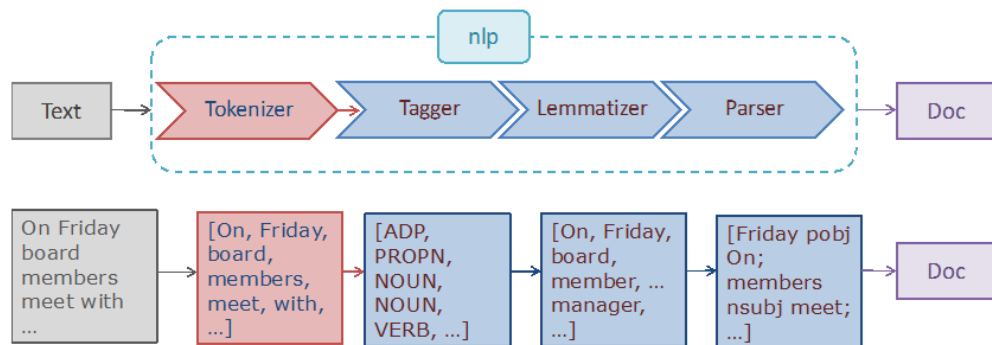 nlp
Text
Tokenizer
Tagger
Lemmatizer
Parser
Doc
On Friday
board
members
meet with
...
[On, Friday,
board,
members,
meet, with,
...]
[ADP,
PROPN,
NOUN,
NOUN,
VERB, ...]
[On, Friday,
board,
member, ...
manager,
...]
[Friday pobj
On;
members
nsubj meet;
...]
Doc